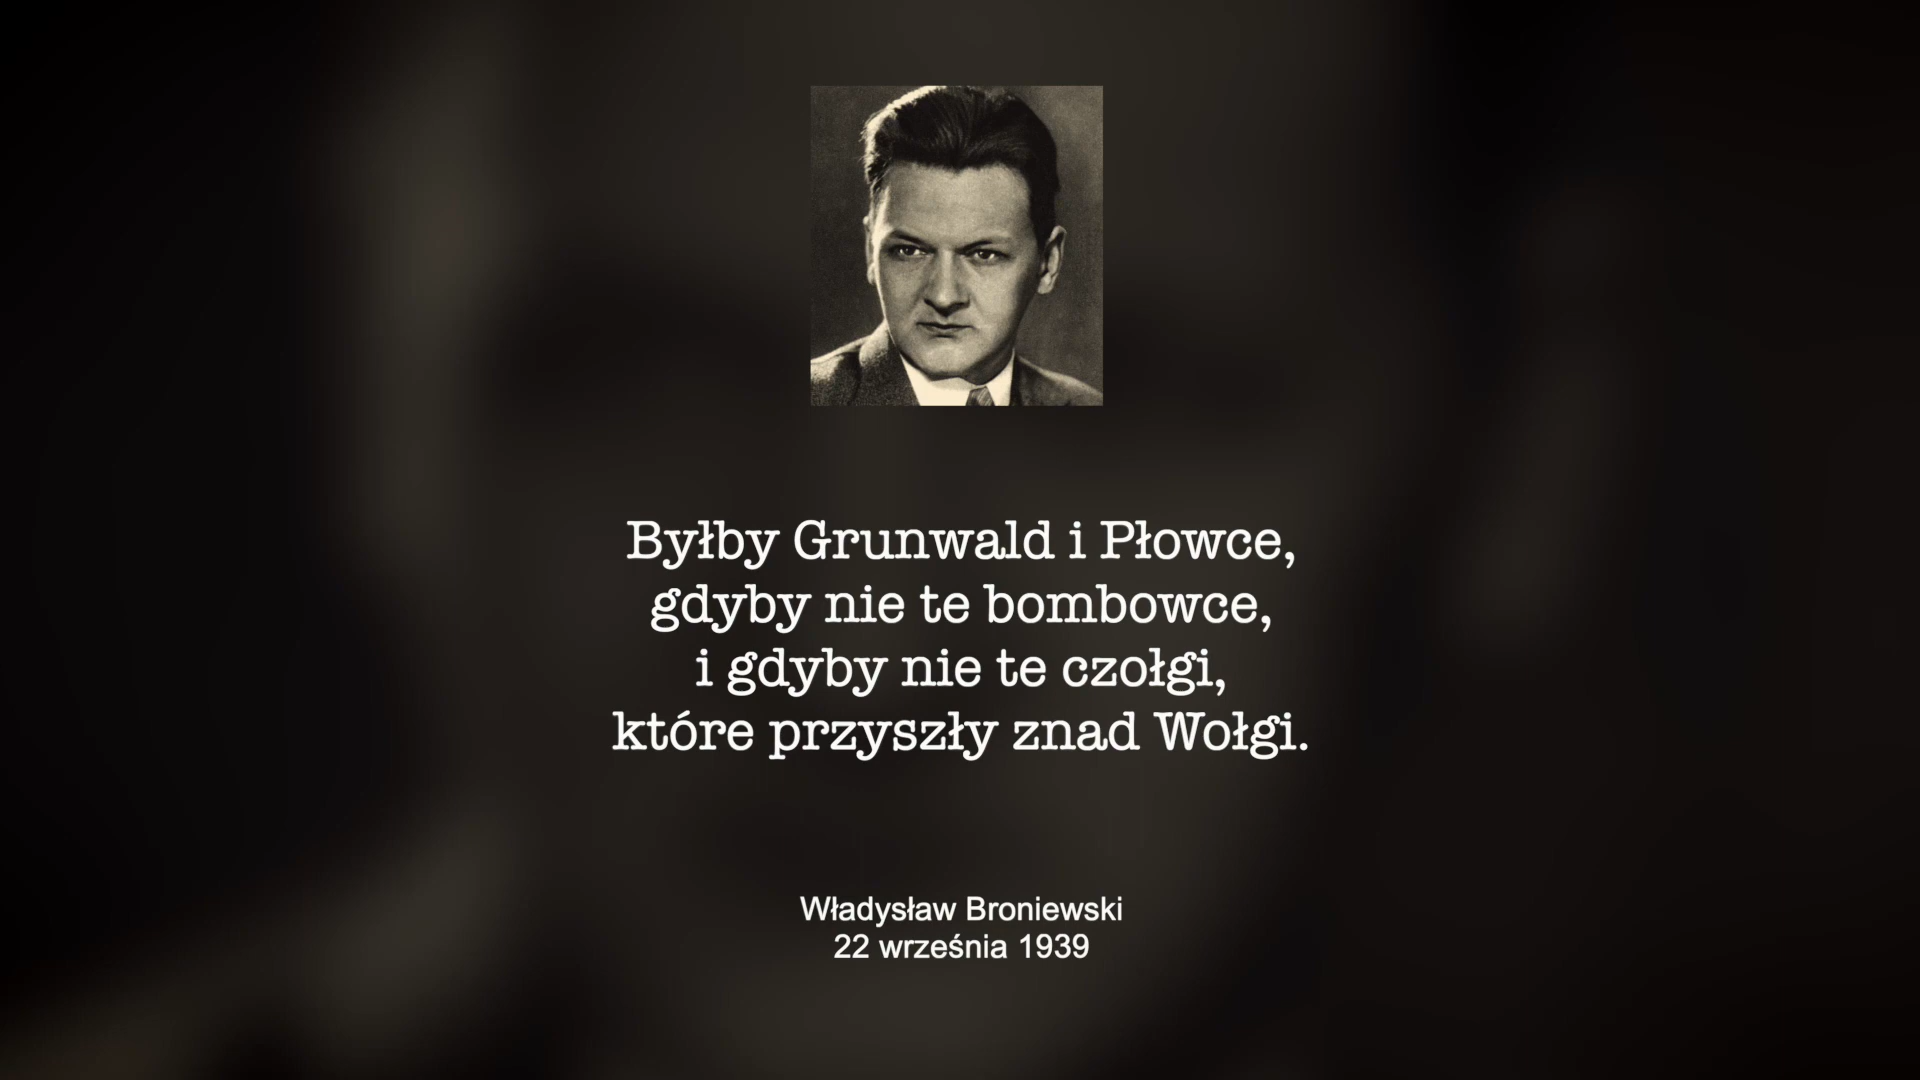 Byłby Grunwald i Płowce,
gdyby nie te bombowce,
i gdyby nie te czołgi,
które przyszły znad Wołgi.
Władysław Broniewski
22 września 1939